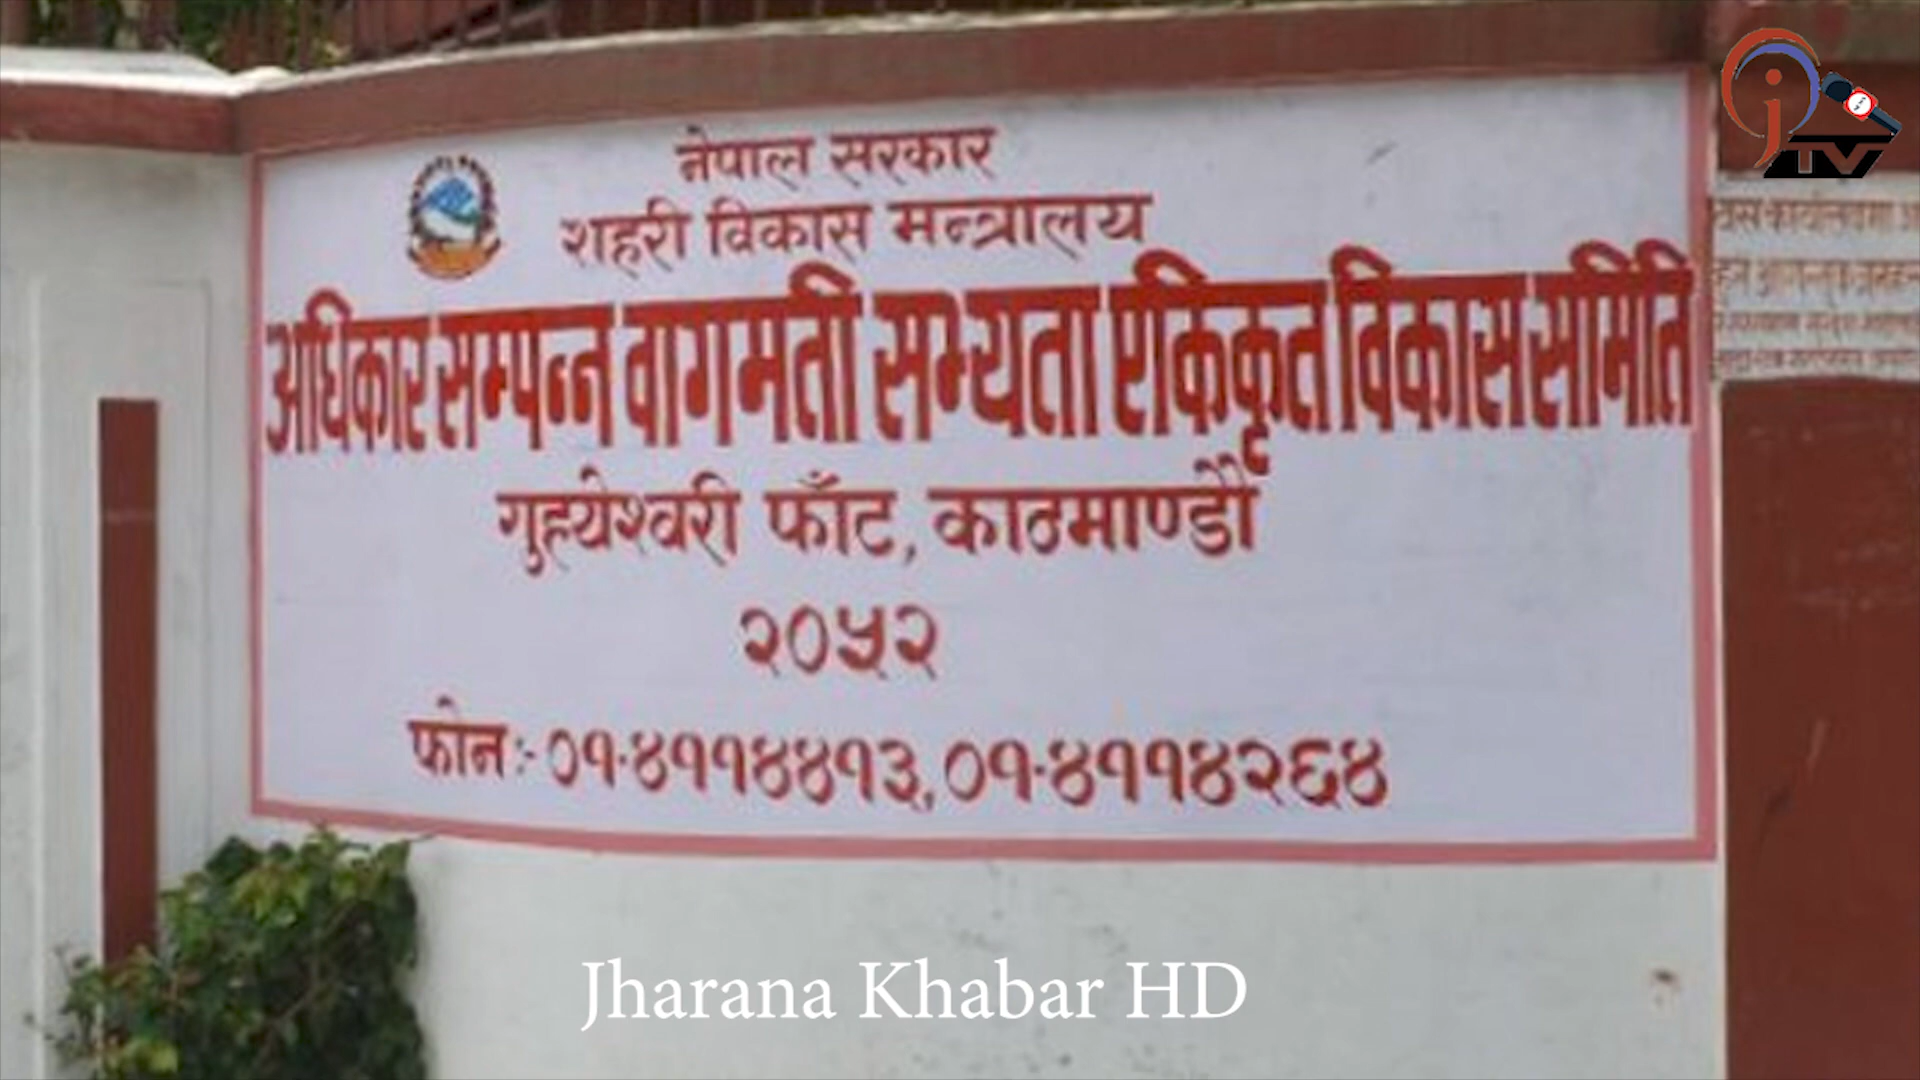 नेपाल सरकार
शहरी विकास मन्त्रालय
अधिकार सम्पन्न वागमती सभ्यता एकिकृत विकास समिति
गुह्येश्वरी फाँट, काठमाण्डौ
२०५२
फोनः- ०१-४११४४१३, ०१-४११४२६४
TV
Jharana Khabar HD